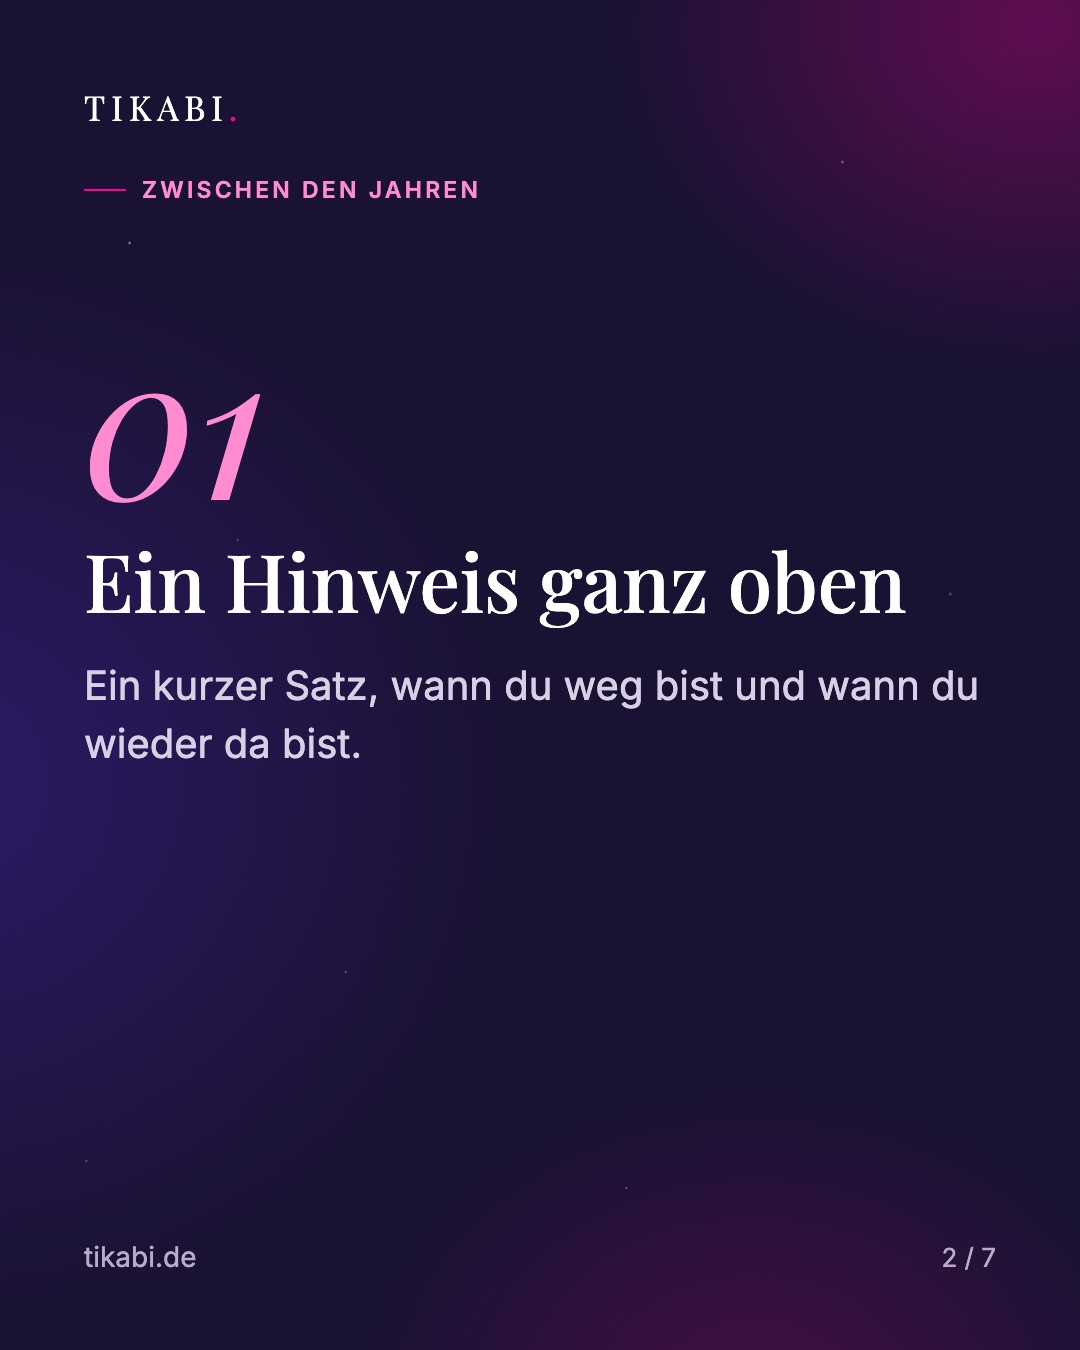 TIKABI.
ZWISCHEN DEN JAHREN
01
Ein Hinweis ganz oben
Ein kurzer Satz, wann du weg bist und wann du
wieder da bist.
tikabi.de
2 / 7